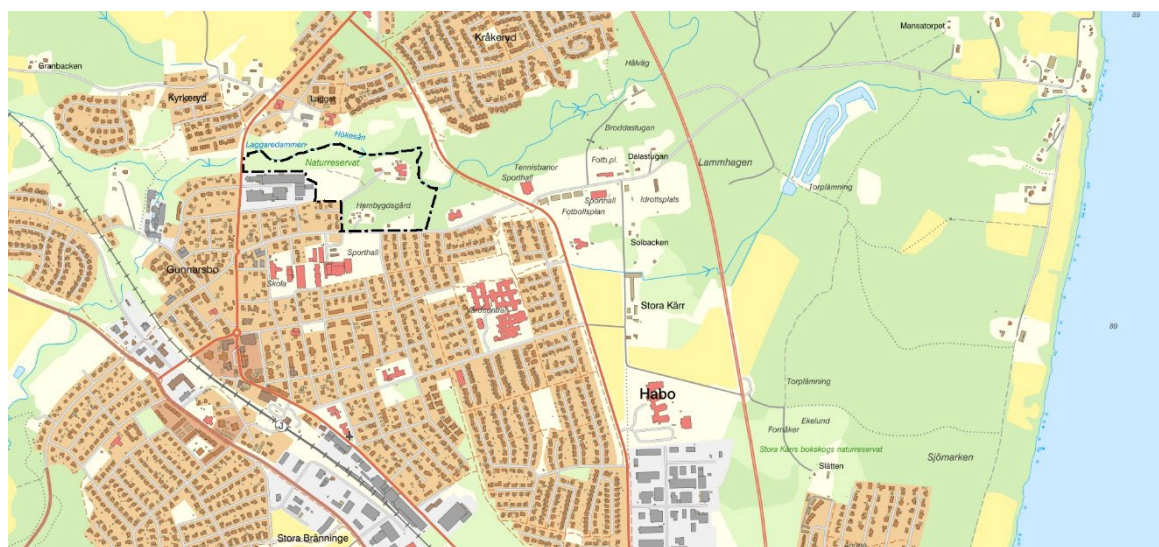 89
Mansatorpet
Kråkeryd
Granbacken
Hålväg
Kyrkeryd
Laggaredammen
Hökesån
Broddastugan
Naturreservat
Fotb.pl.
Dalastugan
Lammhagen
Tennisbanor
Sporthall
Torplämning
Hembygdsgård
Sporthall
Idrottsplats
Fotbollsplan
Sporthall
Solbacken
Gunnarsbo
Skola
Stora Kärr
89
Torplämning
Habo
Ekelund
Fornåker
Stora Kärrs bokskogs naturreservat
Sjömarken
Slätten
Stora Bränninge